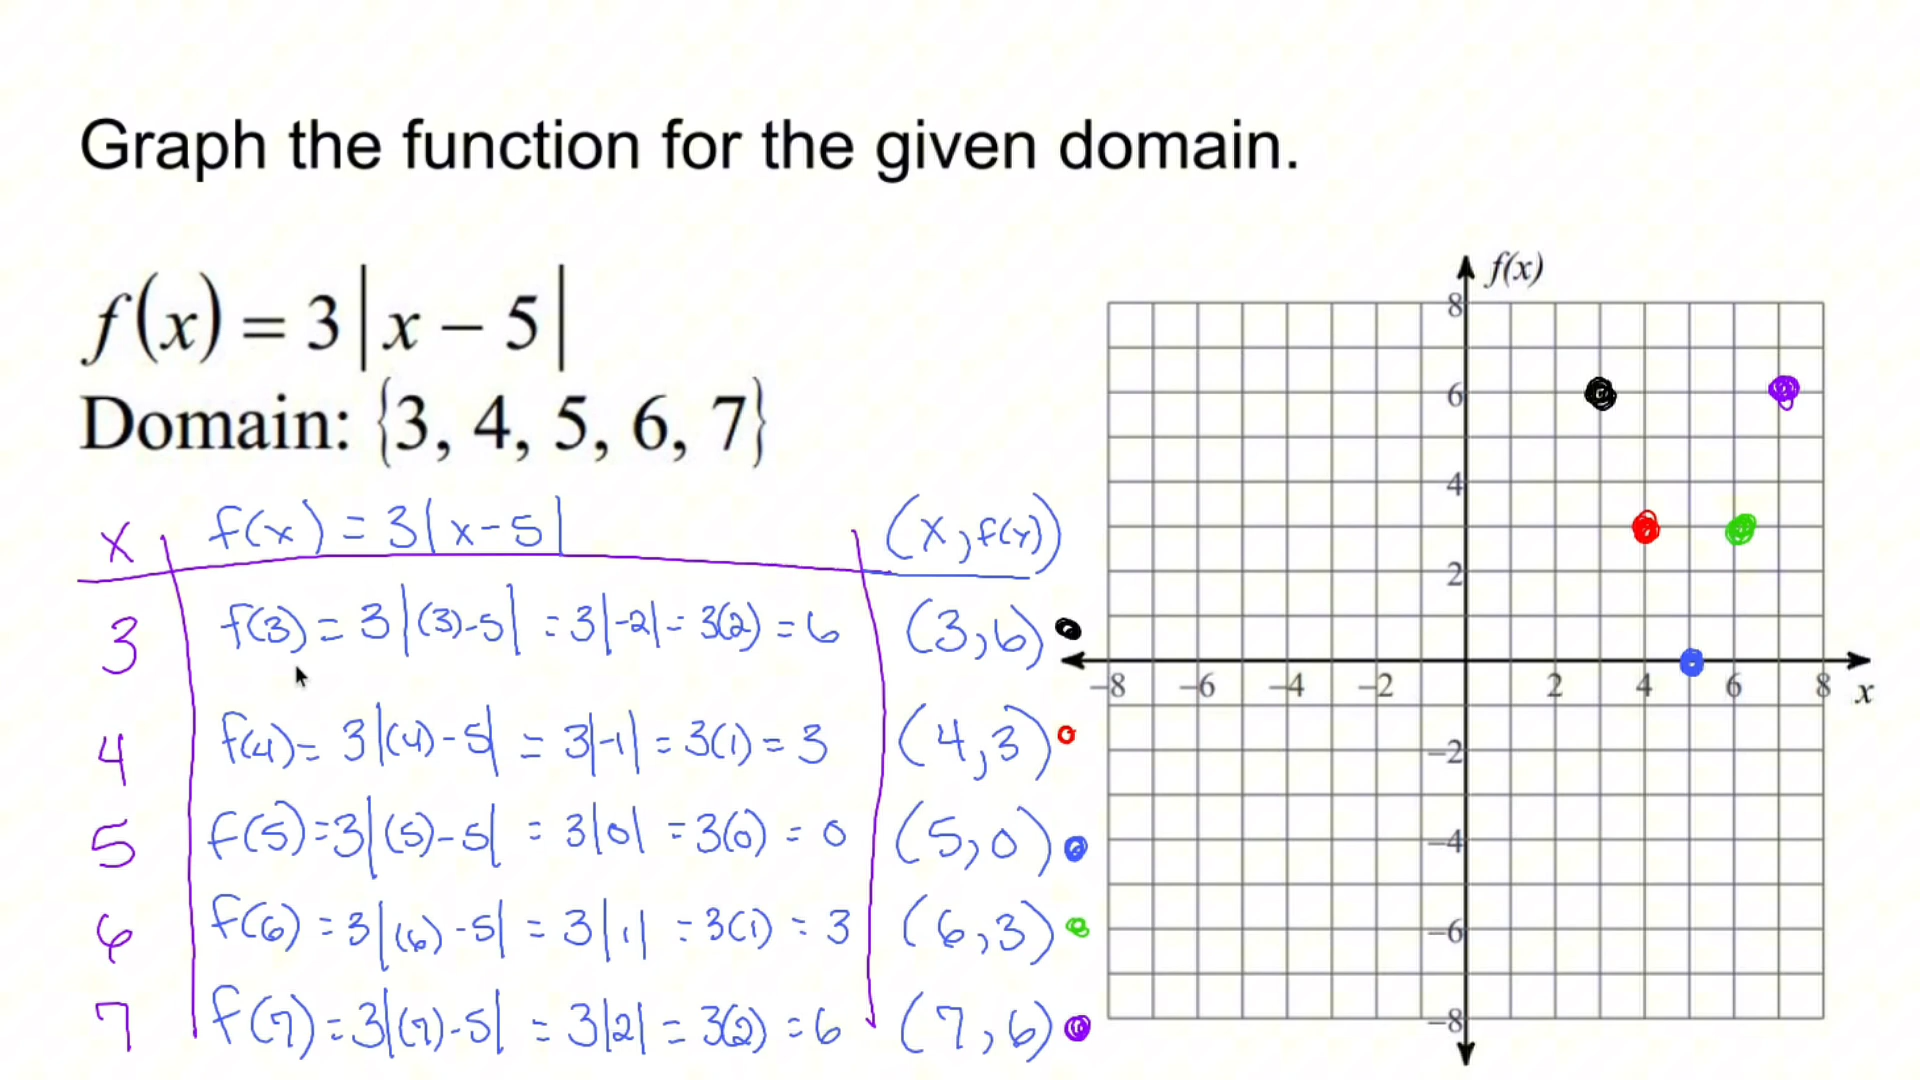 Graph the function for the given domain.
f(x) = 3|x − 5|
Domain: {3, 4, 5, 6, 7}
x f(x) = 3|x-5| (x, f(x))
3 f(3) = 3|(3)-5| = 3|-2| = 3(2) = 6 (3,6)
4 f(4) = 3|(4)-5| = 3|-1| = 3(1) = 3 (4,3)
5 f(5) = 3|(5)-5| = 3|0| = 3(0) = 0 (5,0)
6 f(6) = 3|(6)-5| = 3|1| = 3(1) = 3 (6,3)
7 f(7) = 3|(7)-5| = 3|2| = 3(2) = 6 (7,6)
f(x)
8
6
4
2
−8 −6 −4 −2 2 4 6 8 x
−2
−4
−6
−8